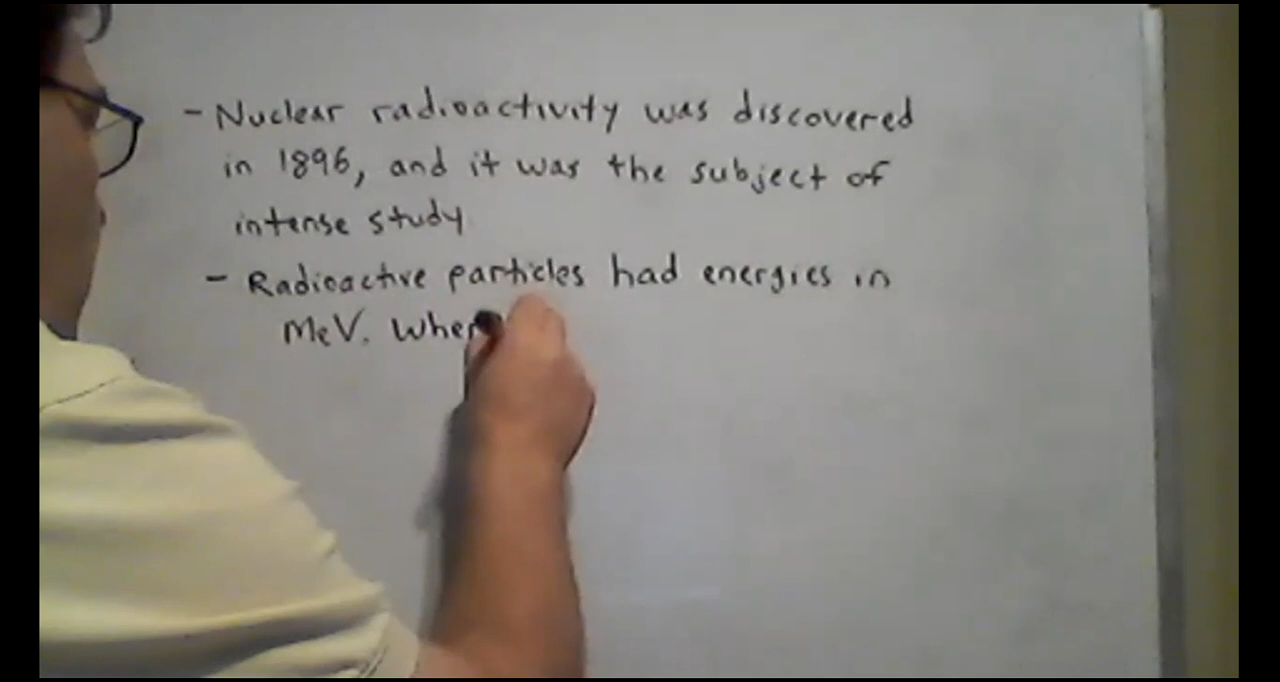 - Nuclear radioactivity was discovered
in 1896, and it was the subject of
intense study
- Radioactive particles had energies in
MeV. Wher